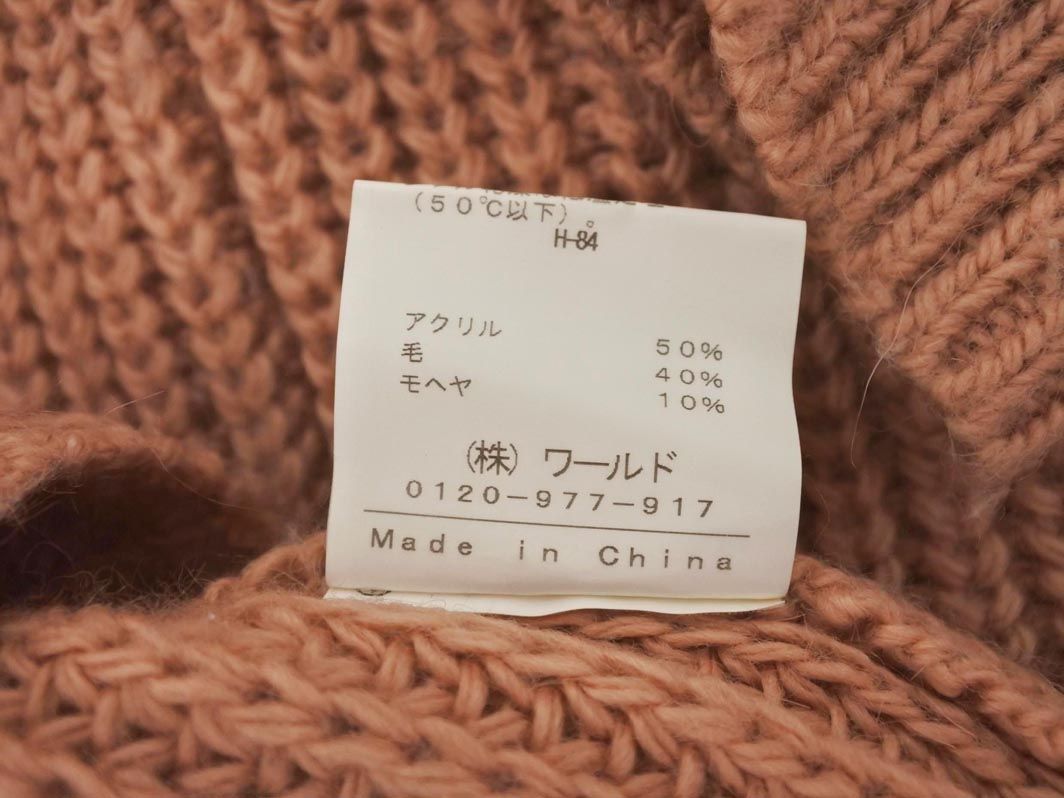 (50℃以下)。
H-84
アクリル 50%
毛 40%
モヘヤ 10%
(株) ワールド
0120-977-917
Made in China